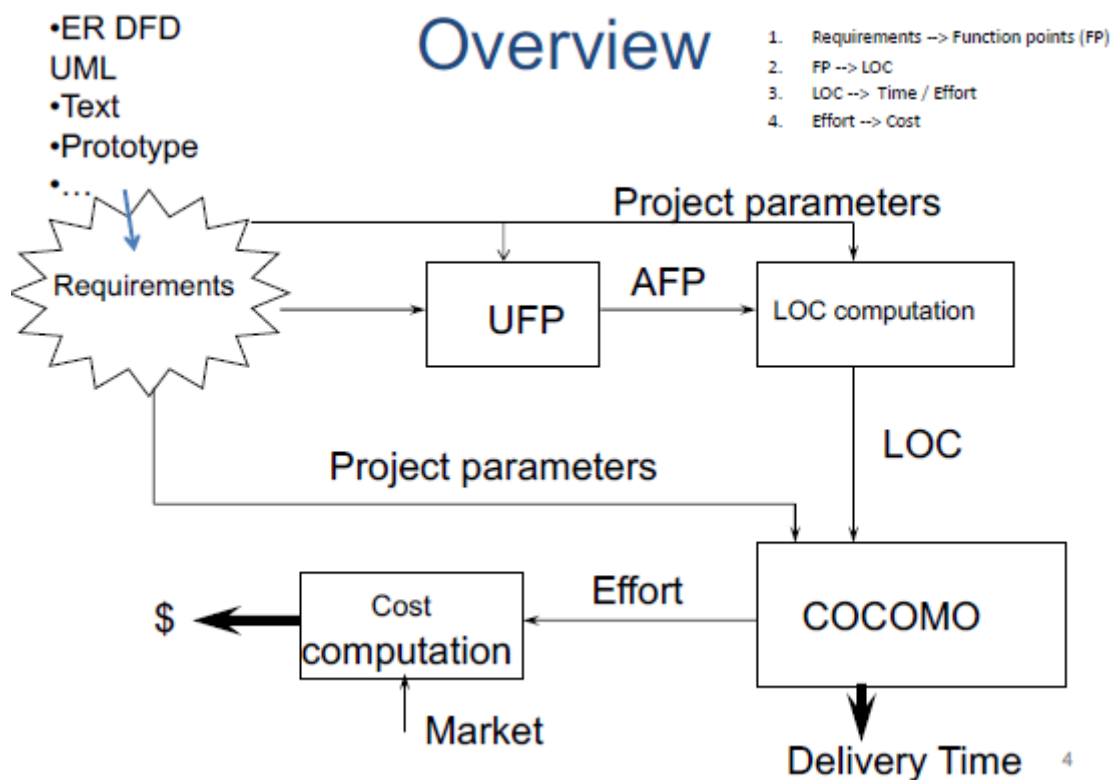 •ER DFD
UML
•Text
•Prototype
•...
Overview
1. Requirements --> Function points (FP)
2. FP --> LOC
3. LOC --> Time / Effort
4. Effort --> Cost
Project parameters
Requirements
UFP
AFP
LOC computation
LOC
Project parameters
COCOMO
Effort
Cost
computation
$
Market
Delivery Time
4